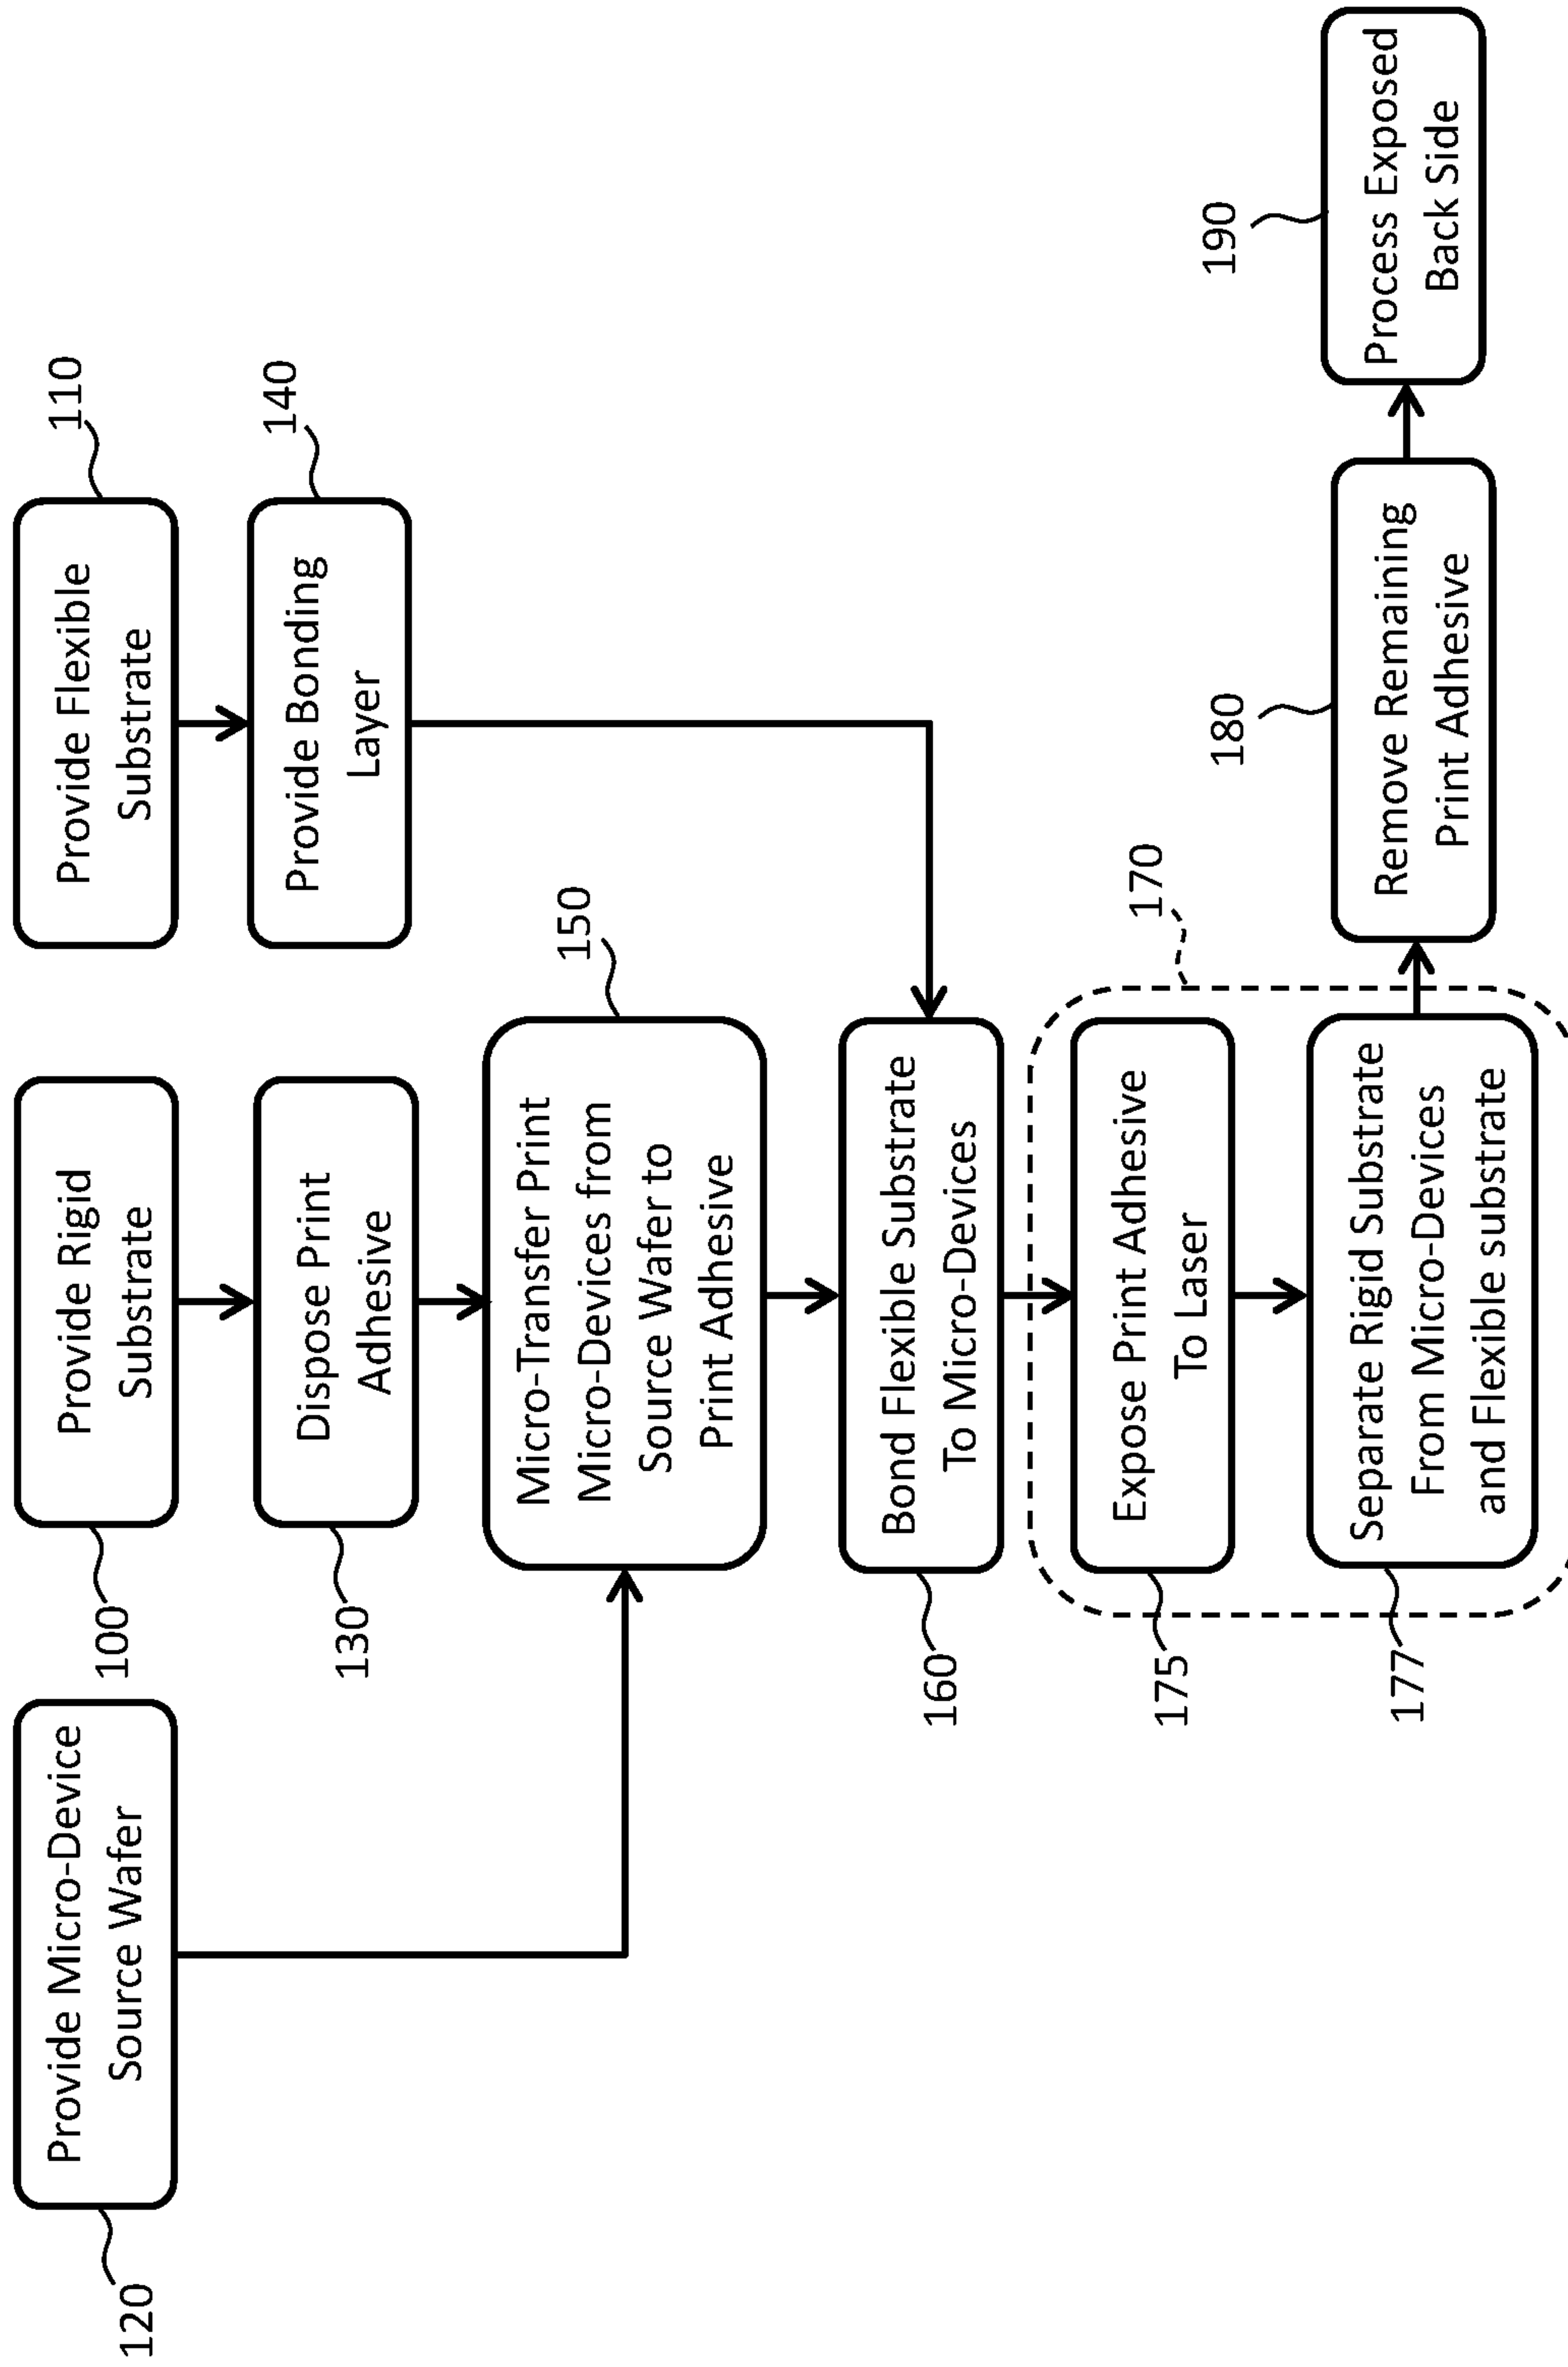 120
Provide Micro-Device
Source Wafer
100
Provide Rigid
Substrate
Provide Flexible
Substrate
110
130
Dispose Print
Adhesive
Provide Bonding
Layer
140
Micro-Transfer Print
Micro-Devices from
Source Wafer to
Print Adhesive
150
160
Bond Flexible Substrate
To Micro-Devices
170
175
Expose Print Adhesive
To Laser
177
Separate Rigid Substrate
From Micro-Devices
and Flexible substrate
180
Remove Remaining
Print Adhesive
190
Process Exposed
Back Side